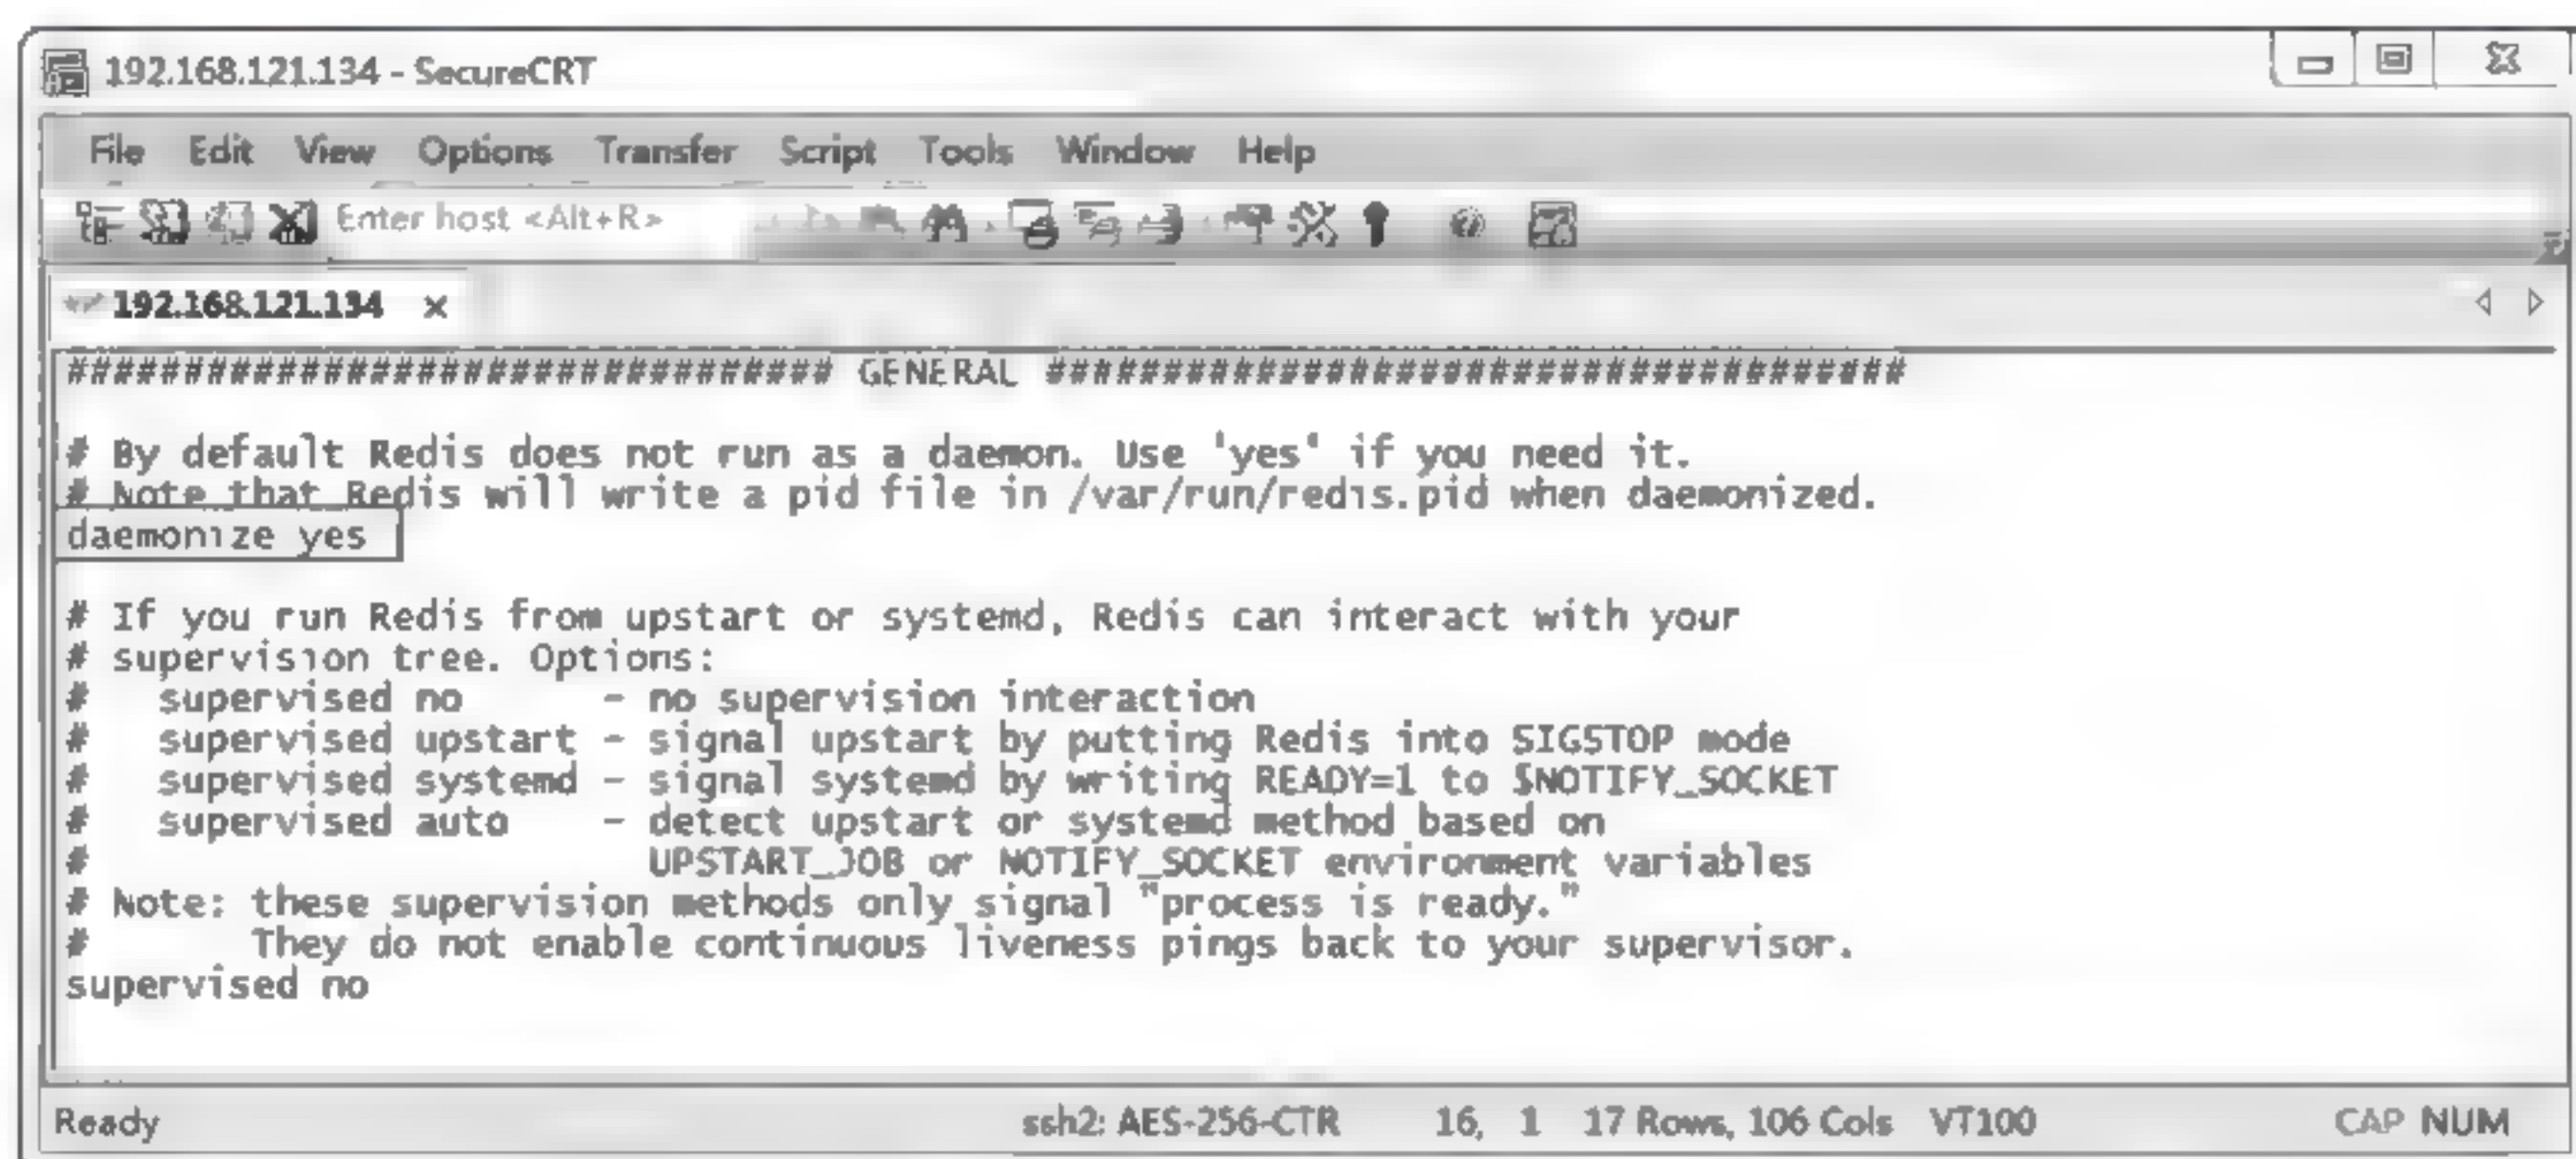 192.168.121.134 - SecureCRT
File Edit View Options Transfer Script Tools Window Help
Enter host <Alt+R>
192.168.121.134 ×
################################# GENERAL #####################################
# By default Redis does not run as a daemon. Use 'yes' if you need it.
# Note that Redis will write a pid file in /var/run/redis.pid when daemonized.
daemonize yes
# If you run Redis from upstart or systemd, Redis can interact with your
# supervision tree. Options:
#   supervised no      - no supervision interaction
#   supervised upstart - signal upstart by putting Redis into SIGSTOP mode
#   supervised systemd - signal systemd by writing READY=1 to $NOTIFY_SOCKET
#   supervised auto    - detect upstart or systemd method based on
#                        UPSTART_JOB or NOTIFY_SOCKET environment variables
# Note: these supervision methods only signal "process is ready."
#       They do not enable continuous liveness pings back to your supervisor.
supervised no
Ready ssh2: AES-256-CTR 16, 1 17 Rows, 106 Cols VT100 CAP NUM